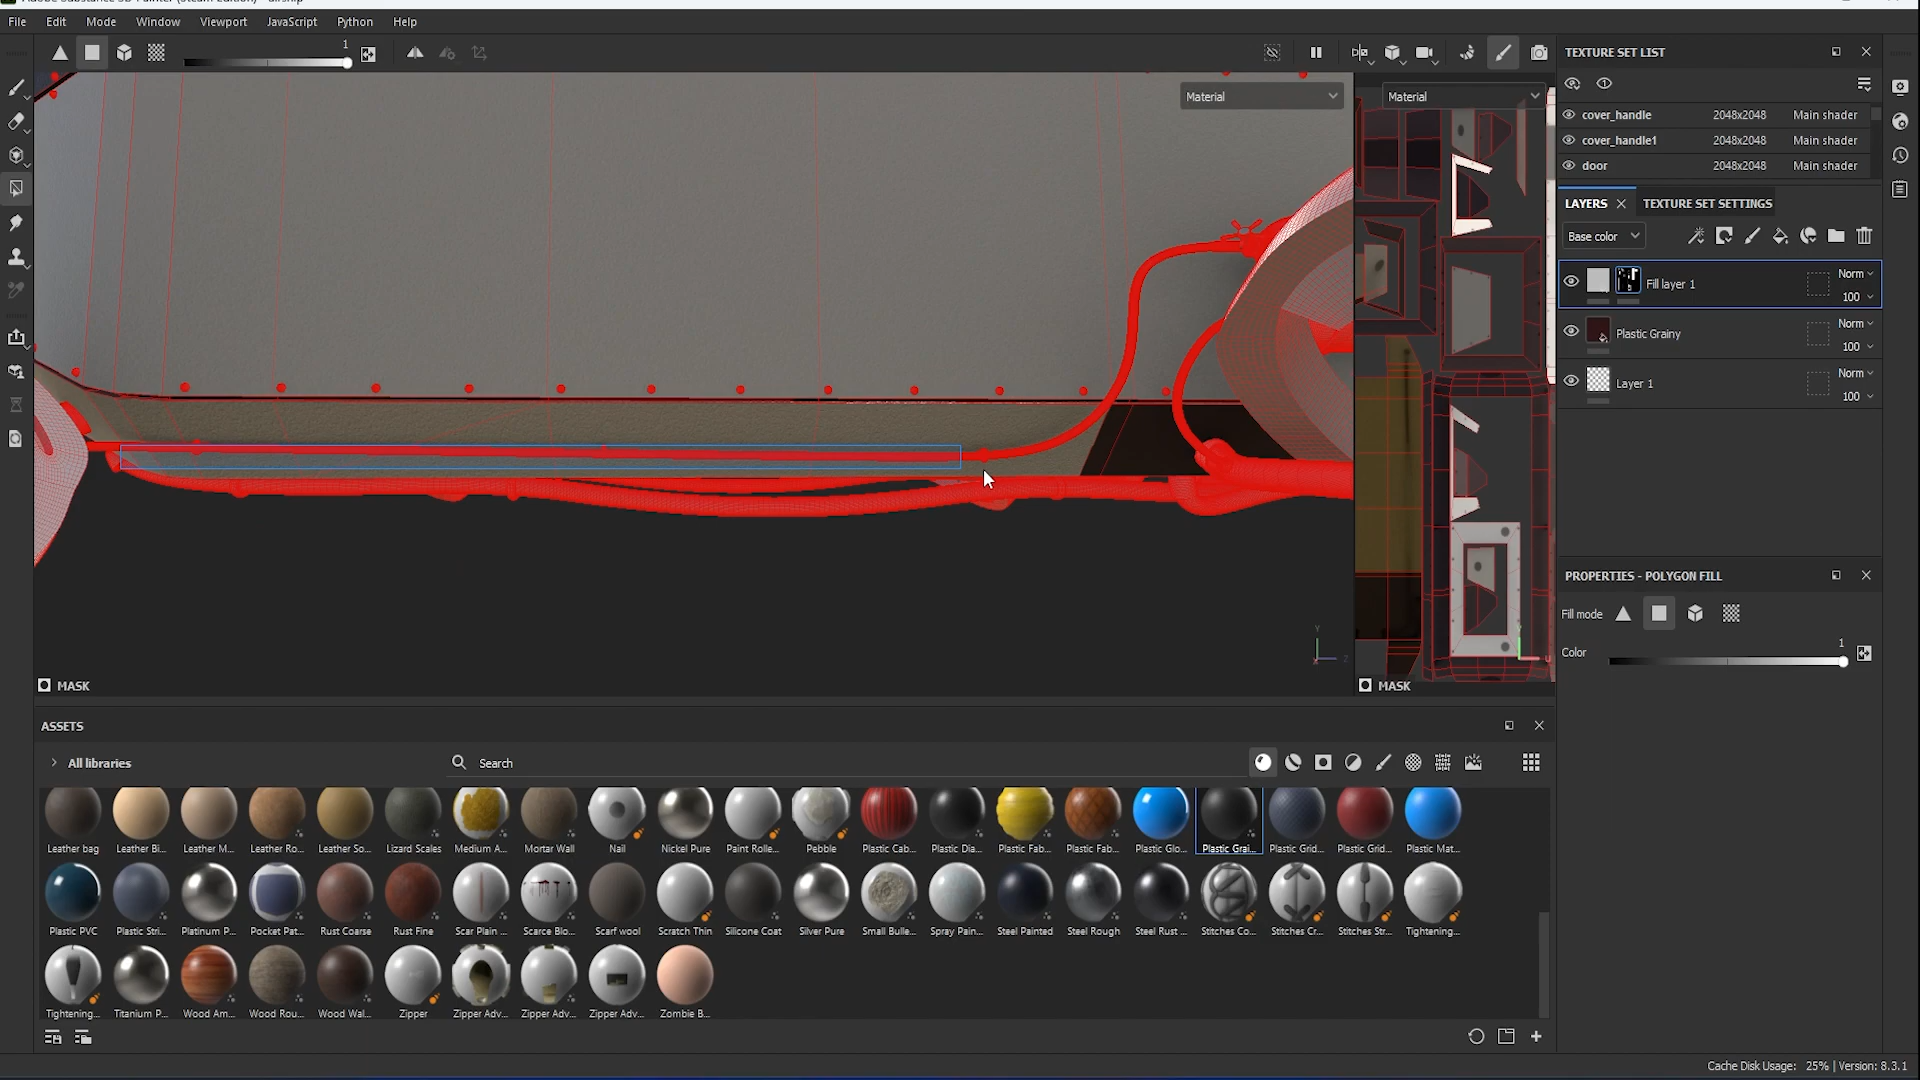 Adobe Substance 3D Painter (Steam Edition) - airship
File Edit Mode Window Viewport JavaScript Python Help
1
Material
Material
TEXTURE SET LIST
cover_handle 2048x2048 Main shader
cover_handle1 2048x2048 Main shader
door 2048x2048 Main shader
LAYERS TEXTURE SET SETTINGS
Base color
Fill layer 1 Norm
100
Plastic Grainy Norm
100
Layer 1 Norm
100
PROPERTIES - POLYGON FILL
Fill mode
Color 1
Y
MASK
MASK
ASSETS
All libraries
Search
Leather bag Leather Bi... Leather M... Leather Ro... Leather So... Lizard Scales Medium A... Mortar Wall Nail Nickel Pure Paint Rolle... Pebble Plastic Cab... Plastic Dia... Plastic Fab... Plastic Fab... Plastic Glo... Plastic Grai... Plastic Grid... Plastic Grid... Plastic Mat...
Plastic PVC Plastic Stri... Platinum P... Pocket Pat... Rust Coarse Rust Fine Scar Plain ... Scarce Blo... Scarf wool Scratch Thin Silicone Coat Silver Pure Small Bulle... Spray Pain... Steel Painted Steel Rough Steel Rust ... Stitches Co... Stitches Cr... Stitches Str... Tightening...
Tightening... Titanium P... Wood Am... Wood Rou... Wood Wal... Zipper Zipper Adv... Zipper Adv... Zipper Adv... Zombie B...
Cache Disk Usage: 25% | Version: 8.3.1